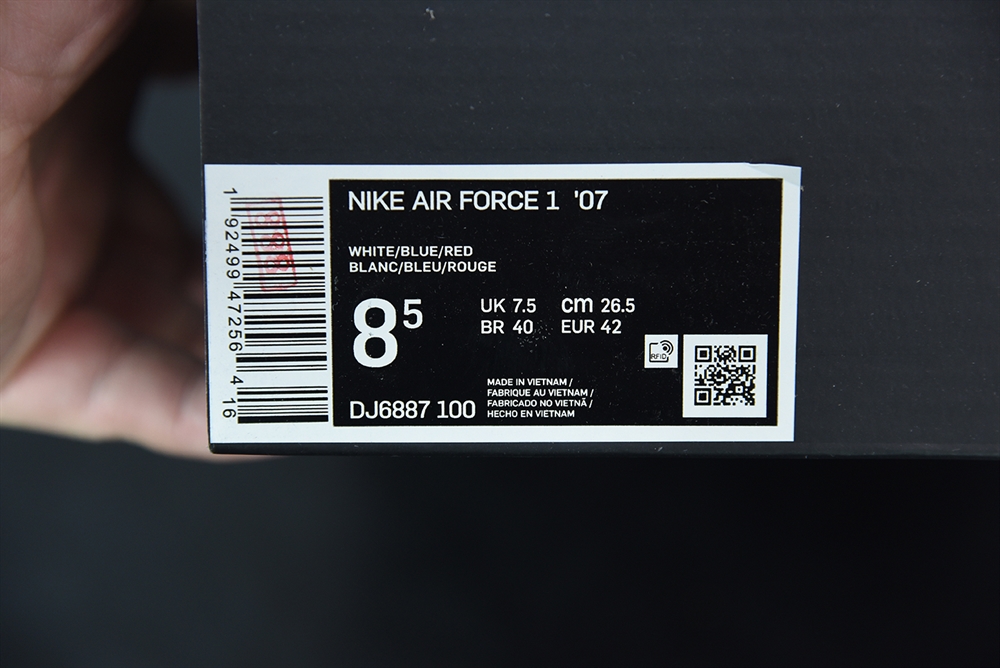 NIKE AIR FORCE 1 '07
WHITE/BLUE/RED
BLANC/BLEU/ROUGE
8 5
UK 7.5 cm 26.5
BR 40 EUR 42
RFID
DJ6887 100
MADE IN VIETNAM /
FABRIQUE AU VIETNAM /
FABRICADO NO VIETNÃ /
HECHO EN VIETNAM
1 92499 47256 4 16
888